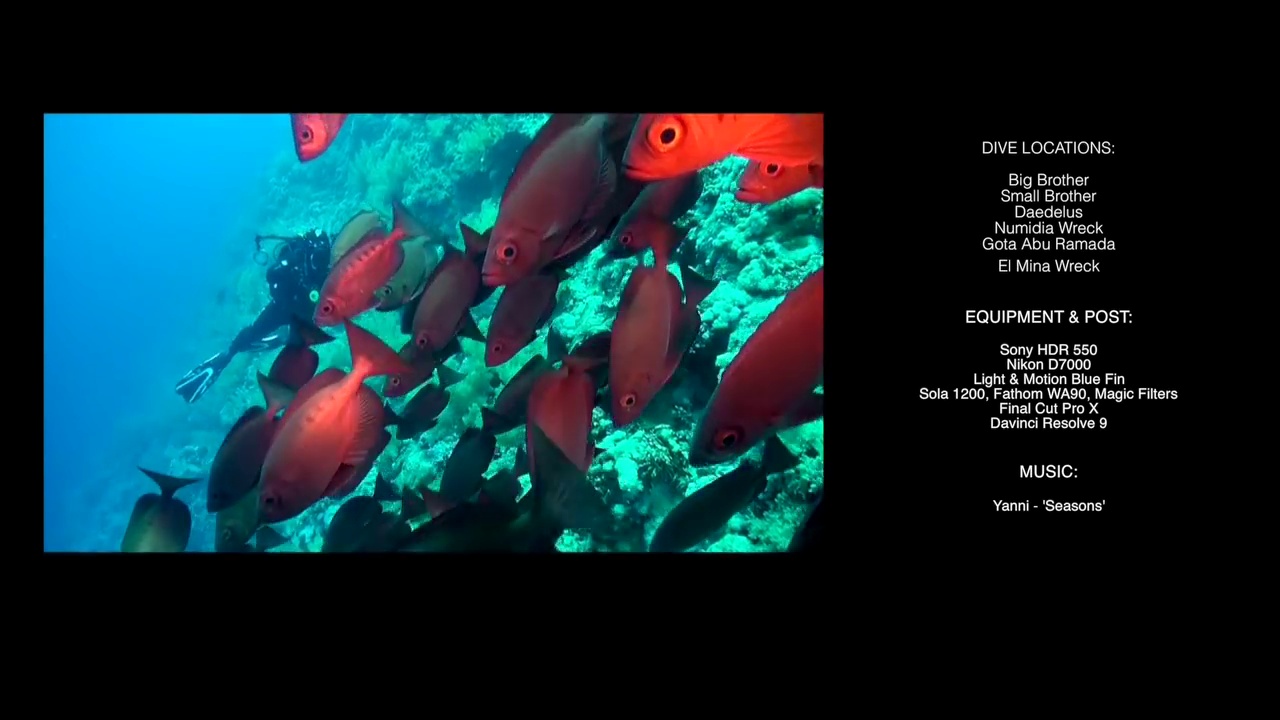 DIVE LOCATIONS:
Big Brother
Small Brother
Daedelus
Numidia Wreck
Gota Abu Ramada
El Mina Wreck
EQUIPMENT & POST:
Sony HDR 550
Nikon D7000
Light & Motion Blue Fin
Sola 1200, Fathom WA90, Magic Filters
Final Cut Pro X
Davinci Resolve 9
MUSIC:
Yanni - 'Seasons'